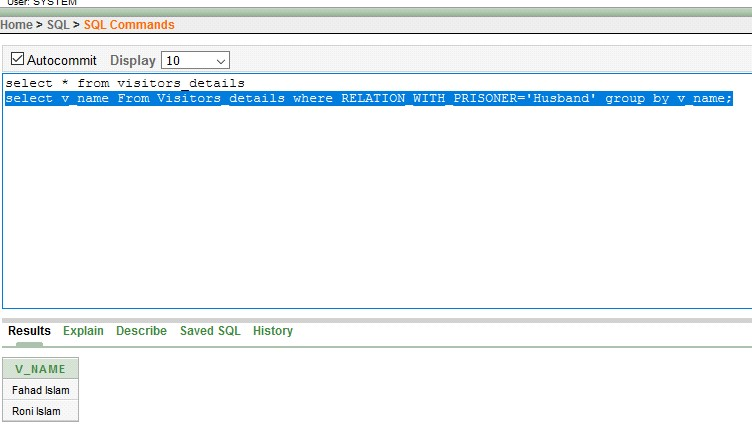 User: SYSTEM
Home > SQL > SQL Commands
Autocommit Display 10
select * from visitors_details
select v_name From Visitors_details where RELATION_WITH_PRISONER='Husband' group by v_name;
Results Explain Describe Saved SQL History
V_NAME
Fahad Islam
Roni Islam